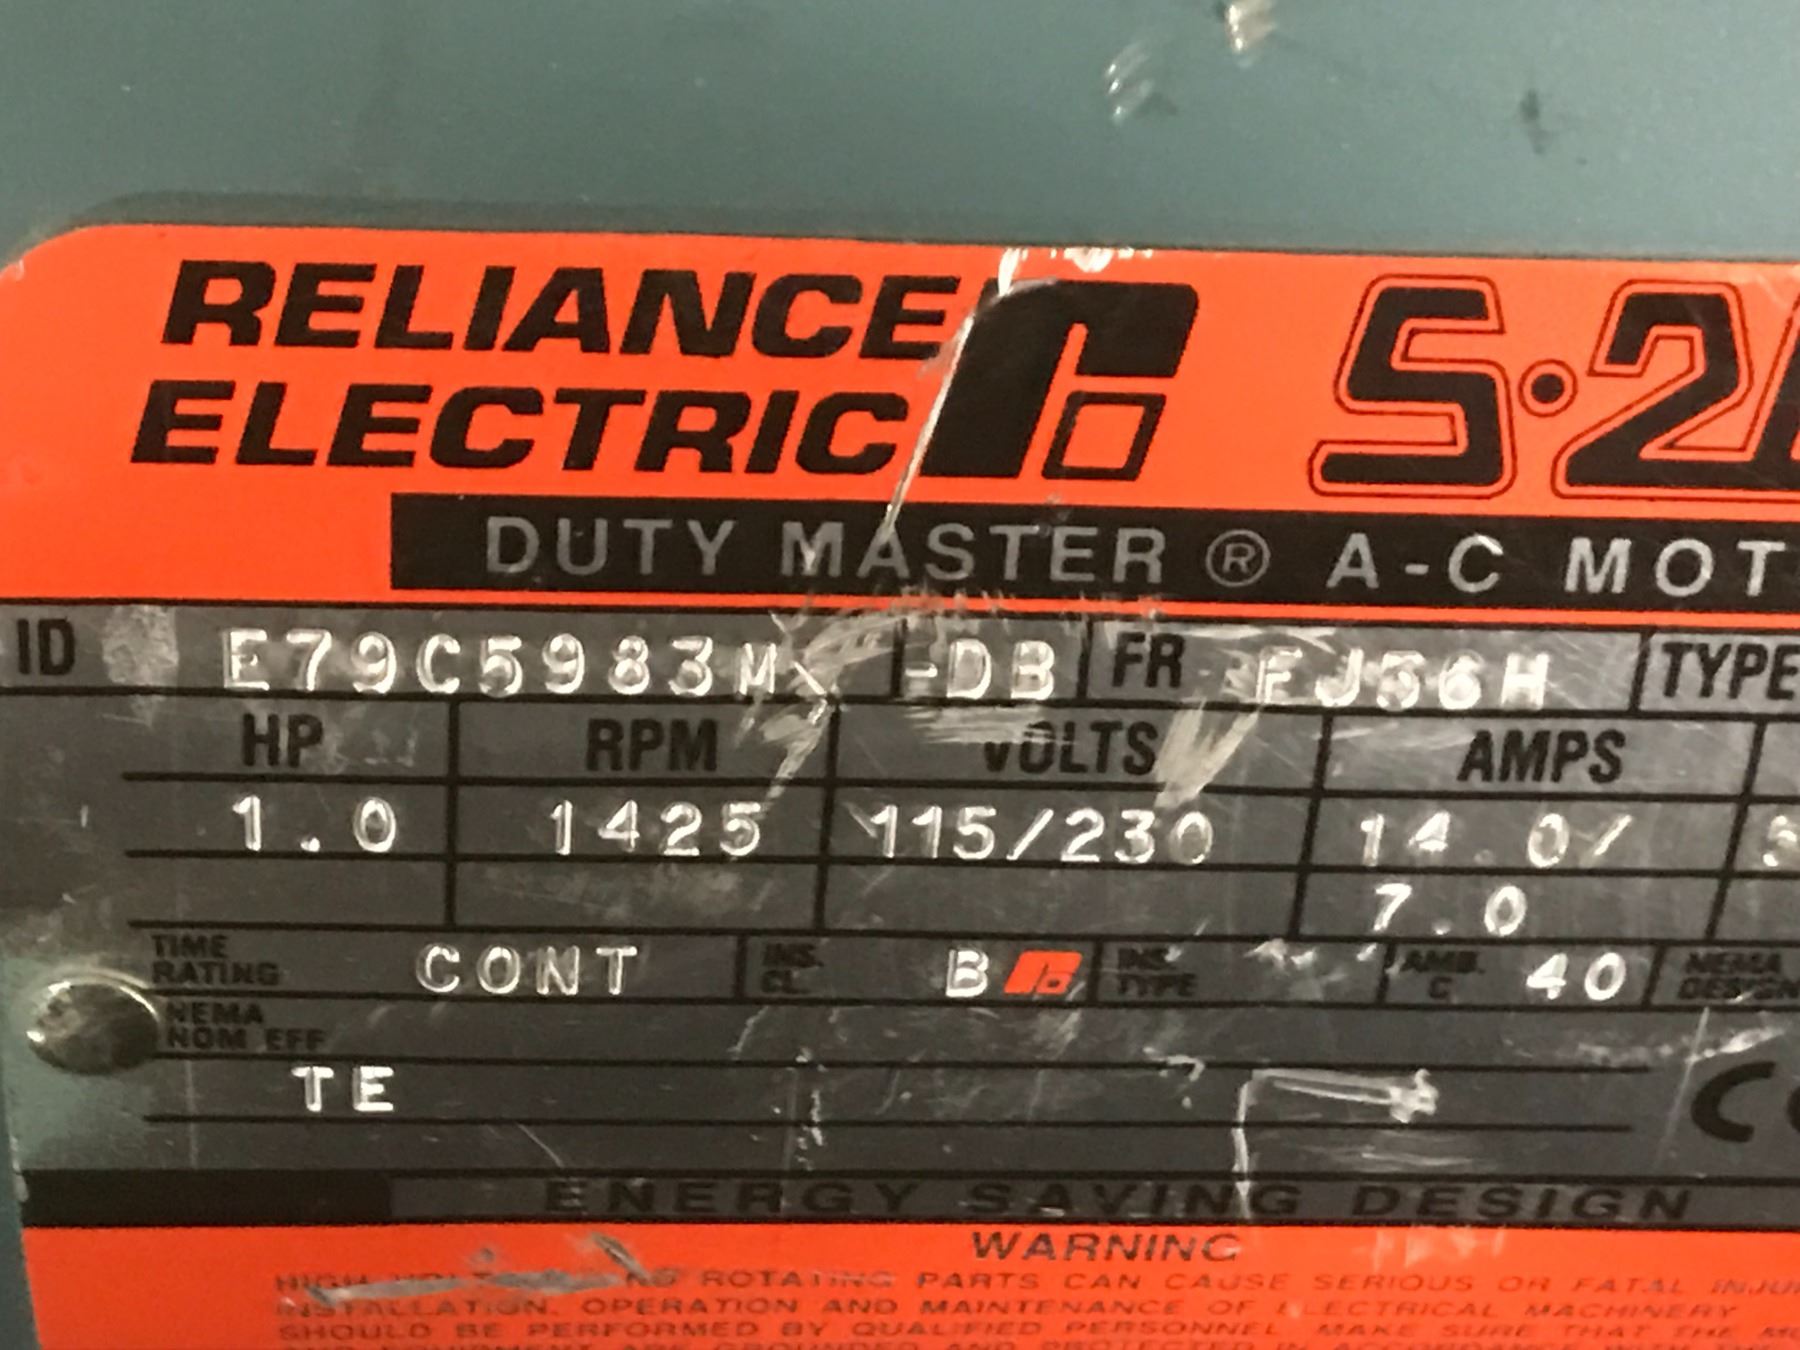 RELIANCE
ELECTRIC
S·2
DUTY MASTER ® A-C MOT
ID E79C5983M -DB FR FJ56H TYPE
HP RPM VOLTS AMPS
1.0 1425 115/230 14.0/
7.0
TIME
RATING CONT INS.
CL. B INS.
TYPE AMB.
C 40 NEMA
DESIGN
NEMA
NOM EFF
TE
ENERGY SAVING DESIGN
WARNING
HIGH ROTATING PARTS CAN CAUSE SERIOUS OR FATAL INJU
INSTALLATION, OPERATION AND MAINTENANCE OF ELECTRICAL MACHINERY
SHOULD BE PERFORMED BY QUALIFIED PERSONNEL MAKE SURE THAT THE